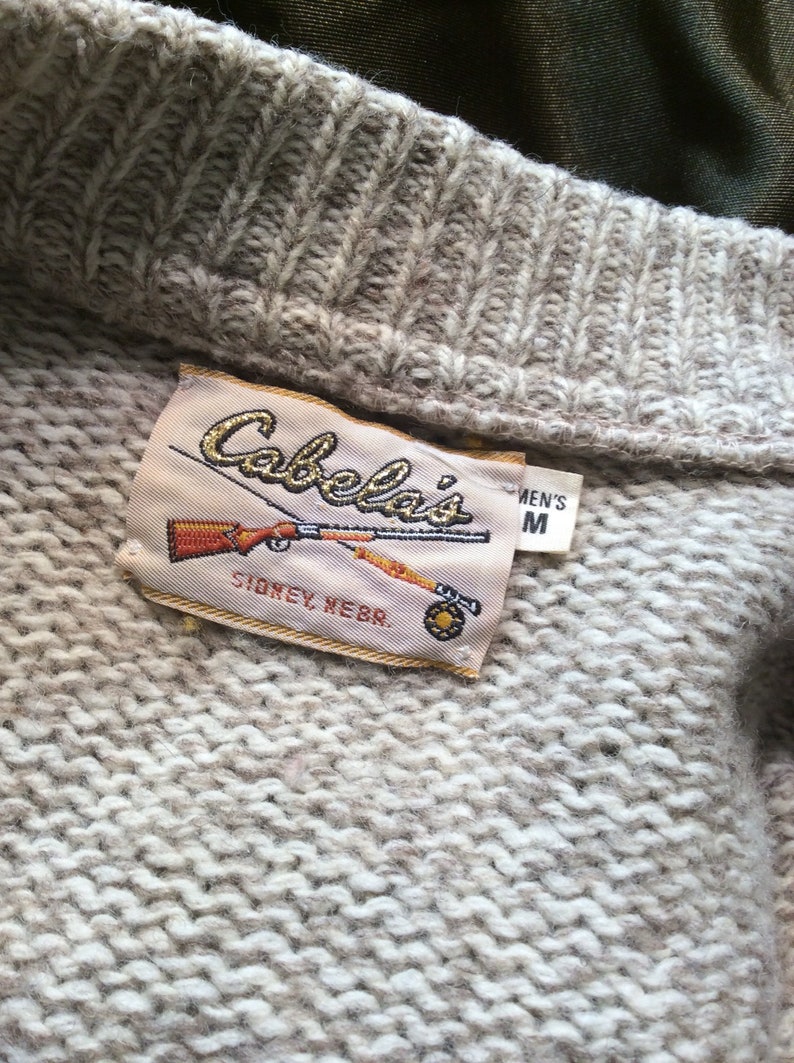 Cabela's
SIDNEY, NEBR.
MEN'S
M